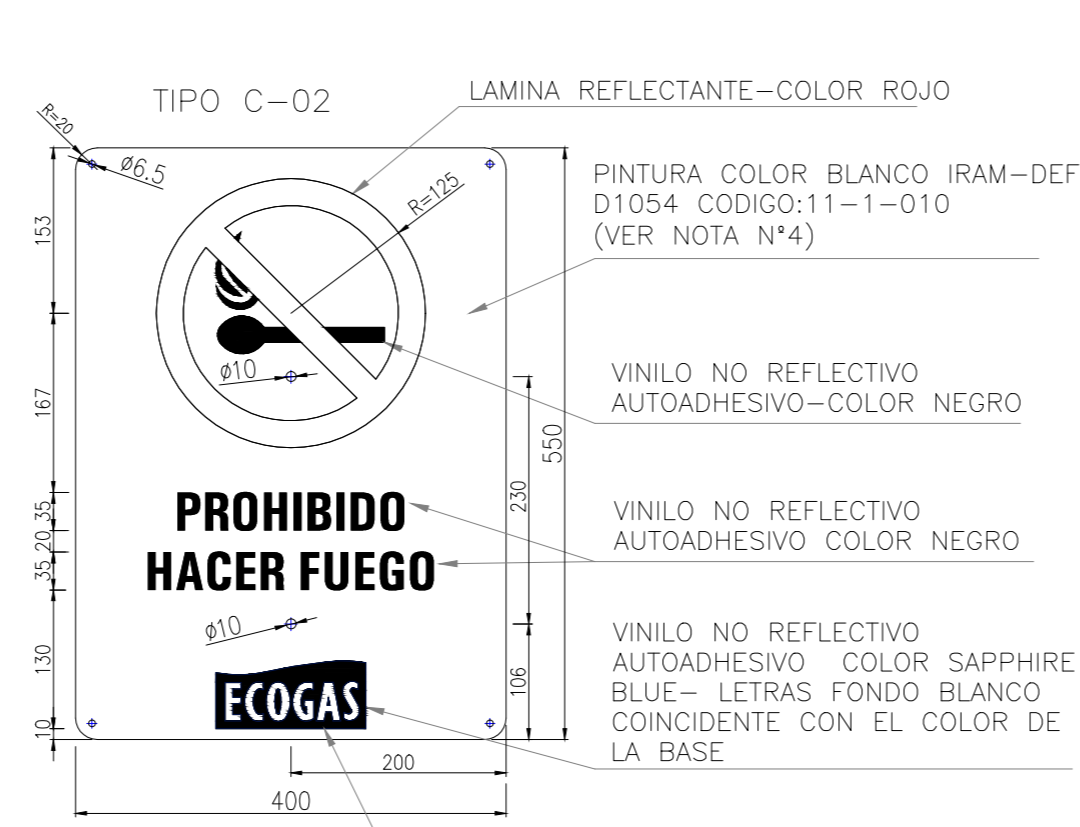 TIPO C-02
LAMINA REFLECTANTE-COLOR ROJO
R=20
Ø6.5
R=125
PINTURA COLOR BLANCO IRAM-DEF
D1054 CODIGO:11-1-010
(VER NOTA Nº4)
153
Ø10
167
VINILO NO REFLECTIVO
AUTOADHESIVO-COLOR NEGRO
550
230
35
20
35
PROHIBIDO
HACER FUEGO
VINILO NO REFLECTIVO
AUTOADHESIVO COLOR NEGRO
Ø10
130
106
10
ECOGAS
VINILO NO REFLECTIVO
AUTOADHESIVO COLOR SAPPHIRE
BLUE- LETRAS FONDO BLANCO
COINCIDENTE CON EL COLOR DE
LA BASE
200
400